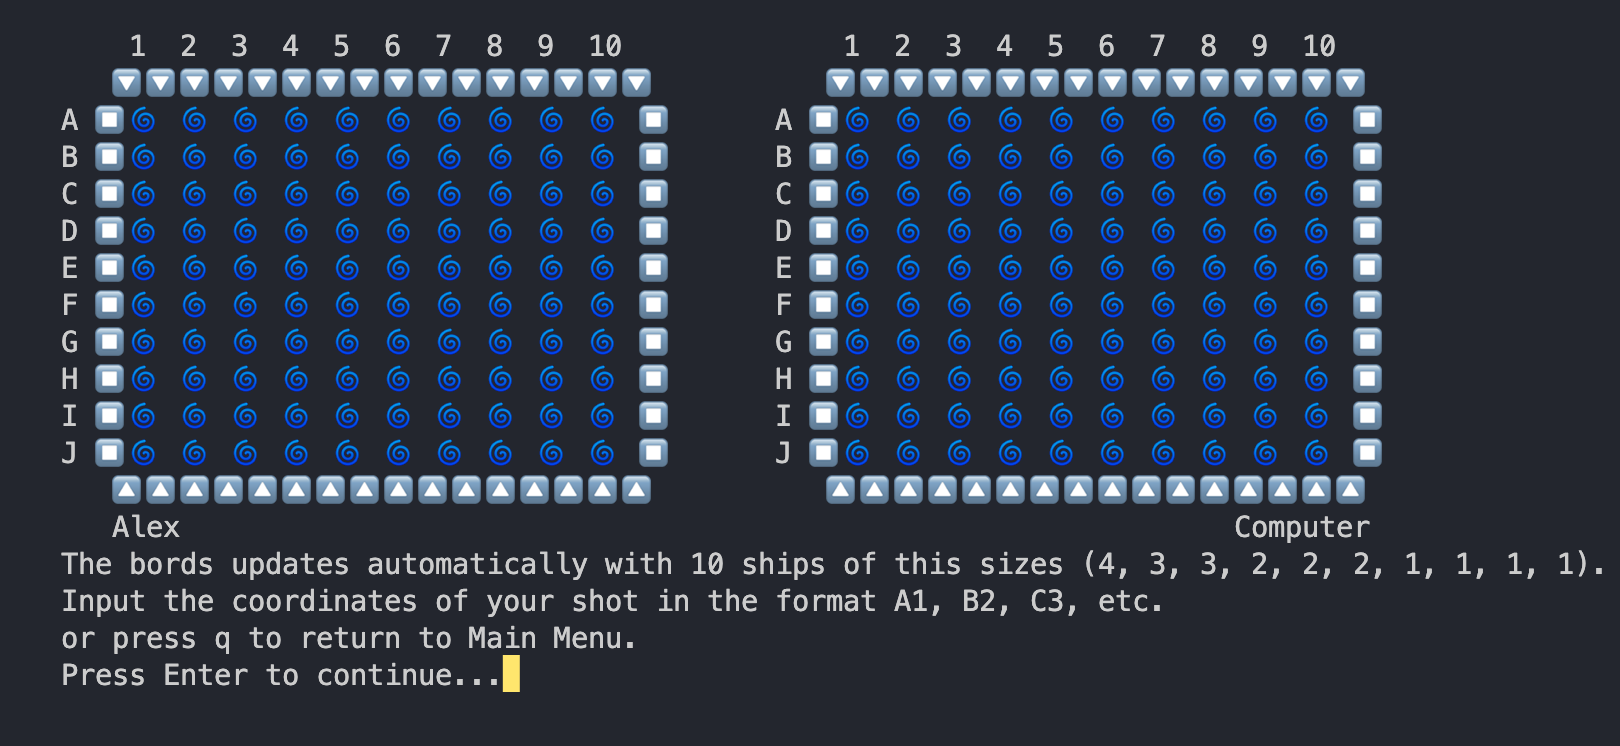 1 2 3 4 5 6 7 8 9 10 1 2 3 4 5 6 7 8 9 10
A A
B B
C C
D D
E E
F F
G G
H H
I I
J J
Alex Computer
The bords updates automatically with 10 ships of this sizes (4, 3, 3, 2, 2, 2, 1, 1, 1, 1).
Input the coordinates of your shot in the format A1, B2, C3, etc.
or press q to return to Main Menu.
Press Enter to continue...